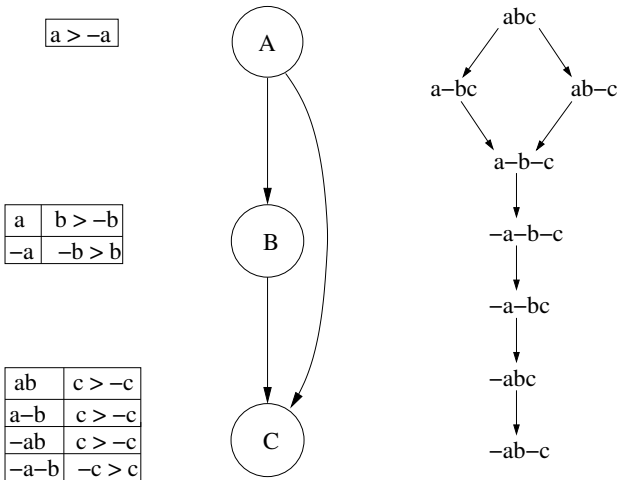 a > −a
A
abc
a−bc
ab−c
a−b−c
a b > −b
−a −b > b
B
−a−b−c
−a−bc
−abc
−ab−c
ab c > −c
a−b c > −c
−ab c > −c
−a−b −c > c
C